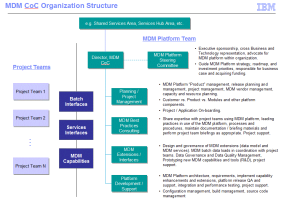 MDM CoC Organization Structure
IBM
e.g. Shared Services Area, Services Hub Area, etc.
MDM Platform Team
Director, MDM
CoC
MDM Platform
Steering
Committee
• Executive sponsorship, cross Business and
Technology representation, advocate for
MDM platform within organization
• Guide MDM Platform strategy, roadmap, and
investment priorities, responsible for business
case and acquiring funding
Project Teams
Project Team 1
Project Team 2
Project Team N
Batch
Interfaces
Services
Interfaces
MDM
Capabilities
Planning /
Project
Management
• MDM Platform "Product" management, release planning and
management, project management, MDM vendor management,
capacity and resource planning
• Customer vs. Product vs. Modules and other platform
components
• Project / Application On-boarding
MDM Best
Practices
Consulting
• Share expertise with project teams using MDM platform, leading
practices in use of the MDM platform, processes and
procedures, maintain documentation / briefing materials and
perform project team briefings as appropriate. Project support.
MDM
Extensions /
Interfaces
• Design and governance of MDM extensions (data model and
MDM services), MDM batch data loads in coordination with project
teams, Data Governance and Data Quality Management,
Prototyping new MDM capabilities and tools (R&D), project
support.
Platform
Development /
Support
• MDM Platform architecture, requirements, implement capability
enhancements and extensions, platform release QA and
support, integration and performance testing, project support.
• Configuration management, build management, source code
management